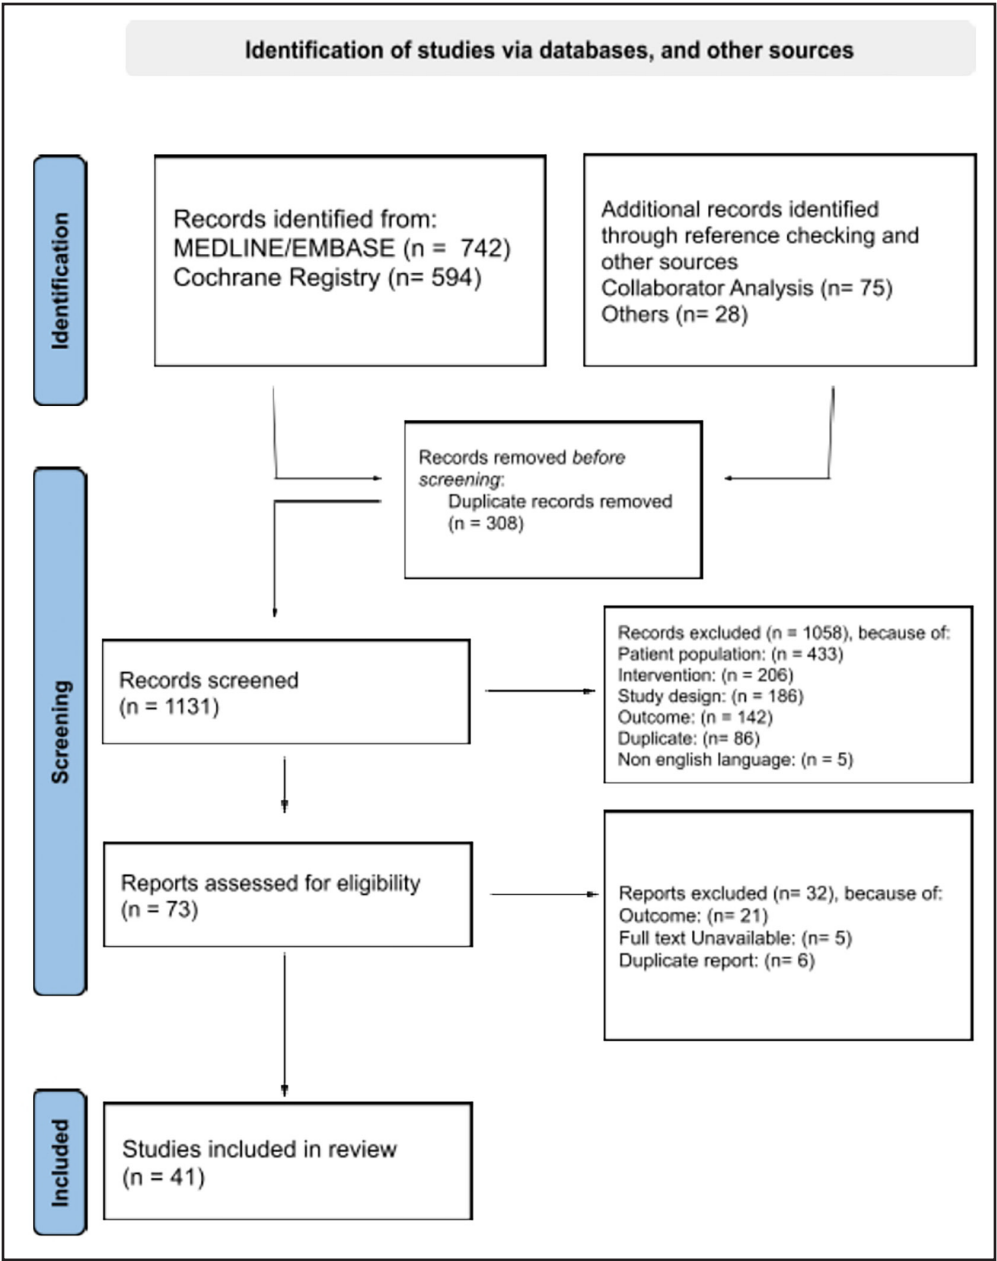 Identification of studies via databases, and other sources
Identification
Records identified from:
MEDLINE/EMBASE (n =  742)
Cochrane Registry (n= 594)
Additional records identified
through reference checking and
other sources
Collaborator Analysis (n= 75)
Others (n= 28)
Records removed before
screening:
Duplicate records removed
(n = 308)
Screening
Records screened
(n = 1131)
Records excluded (n = 1058), because of:
Patient population: (n = 433)
Intervention: (n = 206)
Study design: (n = 186)
Outcome: (n = 142)
Duplicate: (n= 86)
Non english language: (n = 5)
Reports assessed for eligibility
(n = 73)
Reports excluded (n= 32), because of:
Outcome: (n= 21)
Full text Unavailable: (n= 5)
Duplicate report: (n= 6)
Included
Studies included in review
(n = 41)